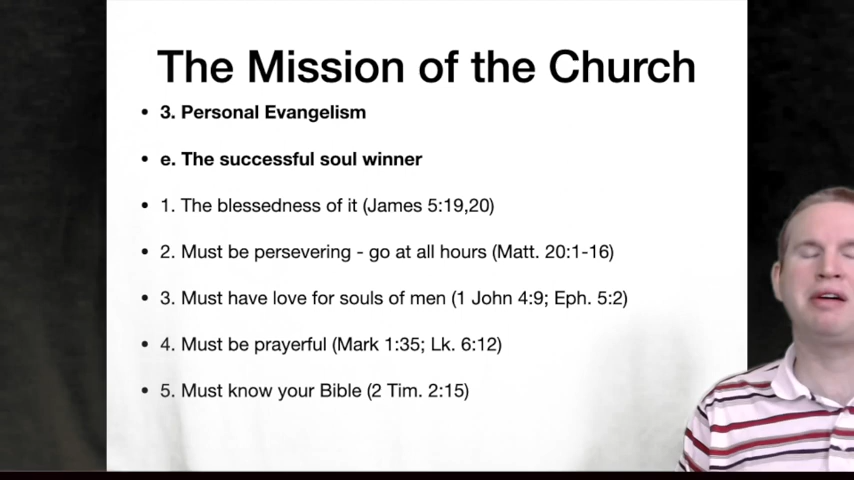 The Mission of the Church
• 3. Personal Evangelism
• e. The successful soul winner
• 1. The blessedness of it (James 5:19,20)
• 2. Must be persevering - go at all hours (Matt. 20:1-16)
• 3. Must have love for souls of men (1 John 4:9; Eph. 5:2)
• 4. Must be prayerful (Mark 1:35; Lk. 6:12)
• 5. Must know your Bible (2 Tim. 2:15)